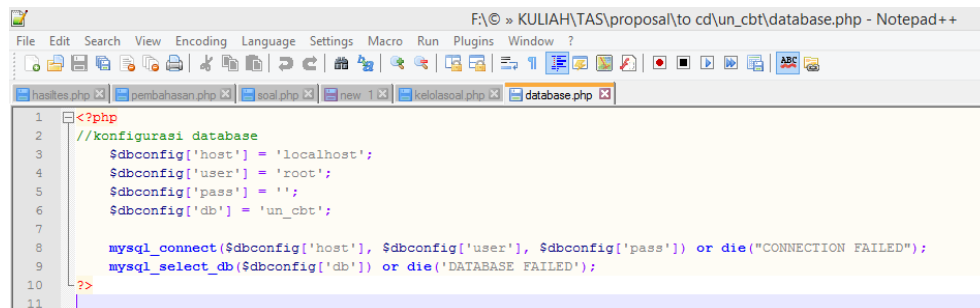 F:\© » KULIAH\TAS\proposal\to cd\un_cbt\database.php - Notepad++
File Edit Search View Encoding Language Settings Macro Run Plugins Window ?
ABC
hasiltes.php pembahasan.php soal.php new 1 kelolasoal.php database.php
1 <?php
2 //konfigurasi database
3 $dbconfig['host'] = 'localhost';
4 $dbconfig['user'] = 'root';
5 $dbconfig['pass'] = '';
6 $dbconfig['db'] = 'un_cbt';
7
8 mysql_connect($dbconfig['host'], $dbconfig['user'], $dbconfig['pass']) or die("CONNECTION FAILED");
9 mysql_select_db($dbconfig['db']) or die('DATABASE FAILED');
10 ?>
11